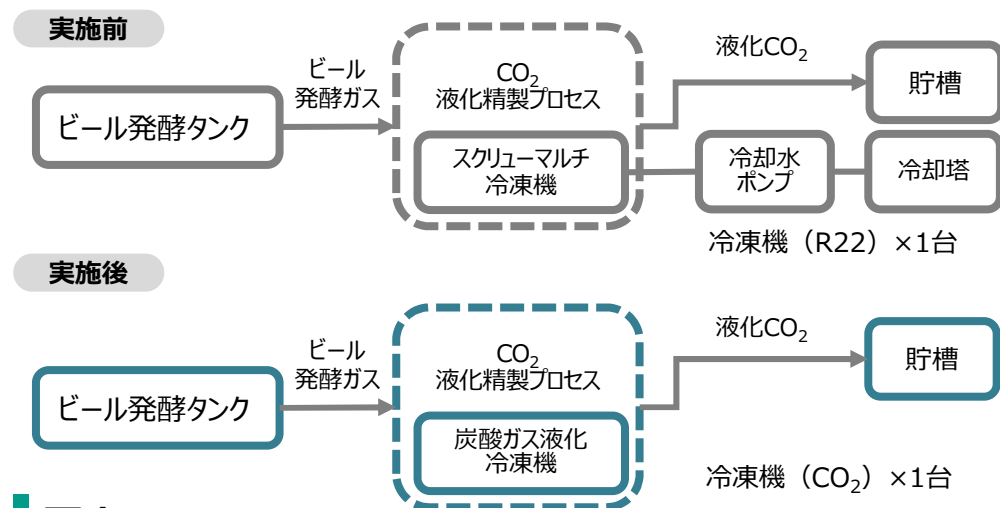 実施前
ビール
発酵ガス
ビール発酵タンク
CO₂
液化精製プロセス
スクリューマルチ
冷凍機
液化CO₂
貯槽
冷却水
ポンプ
冷却塔
冷凍機（R22）×1台
実施後
ビール
発酵ガス
ビール発酵タンク
CO₂
液化精製プロセス
炭酸ガス液化
冷凍機
液化CO₂
貯槽
冷凍機（CO₂）×1台